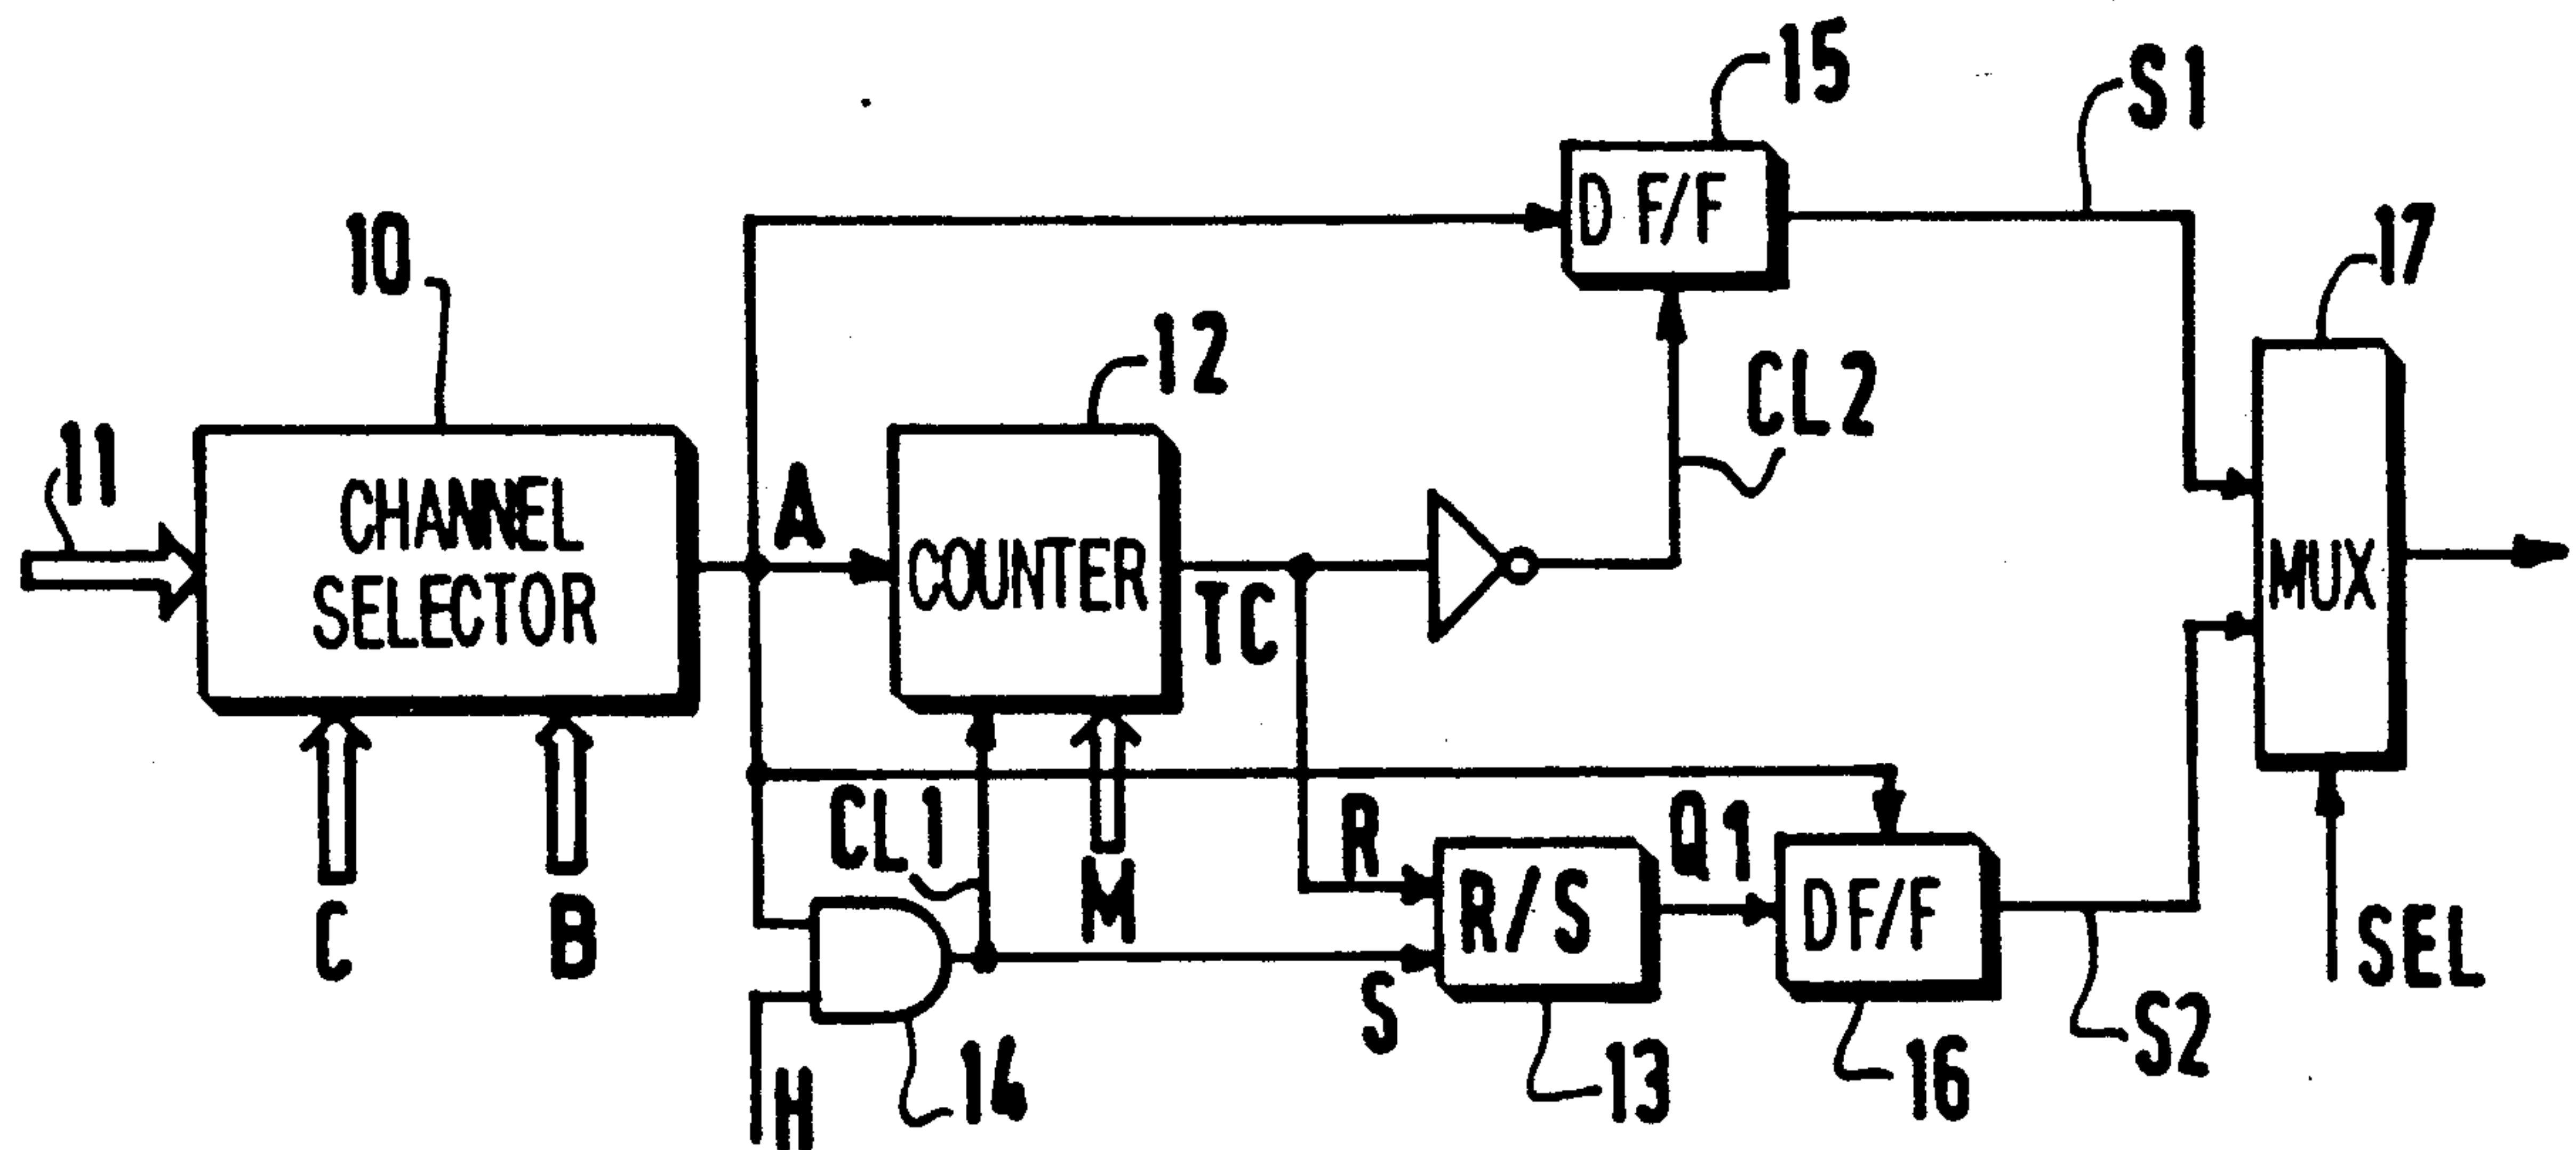 15
S1
10
17
12
D F/F
11
CL2
CHANNEL
SELECTOR
A
COUNTER
TC
MUX
CL1
M
R
Q1
C
B
R/S
D F/F
S
SEL
H
14
13
16
S2